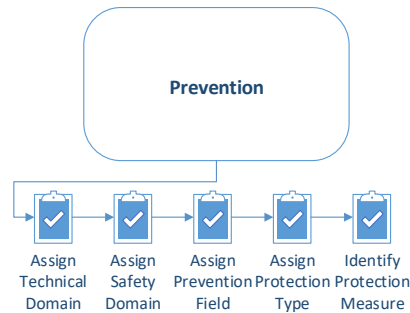 Prevention
Assign Assign Assign Assign Identify
Technical Safety Prevention Protection Protection
Domain Domain Field Type Measure